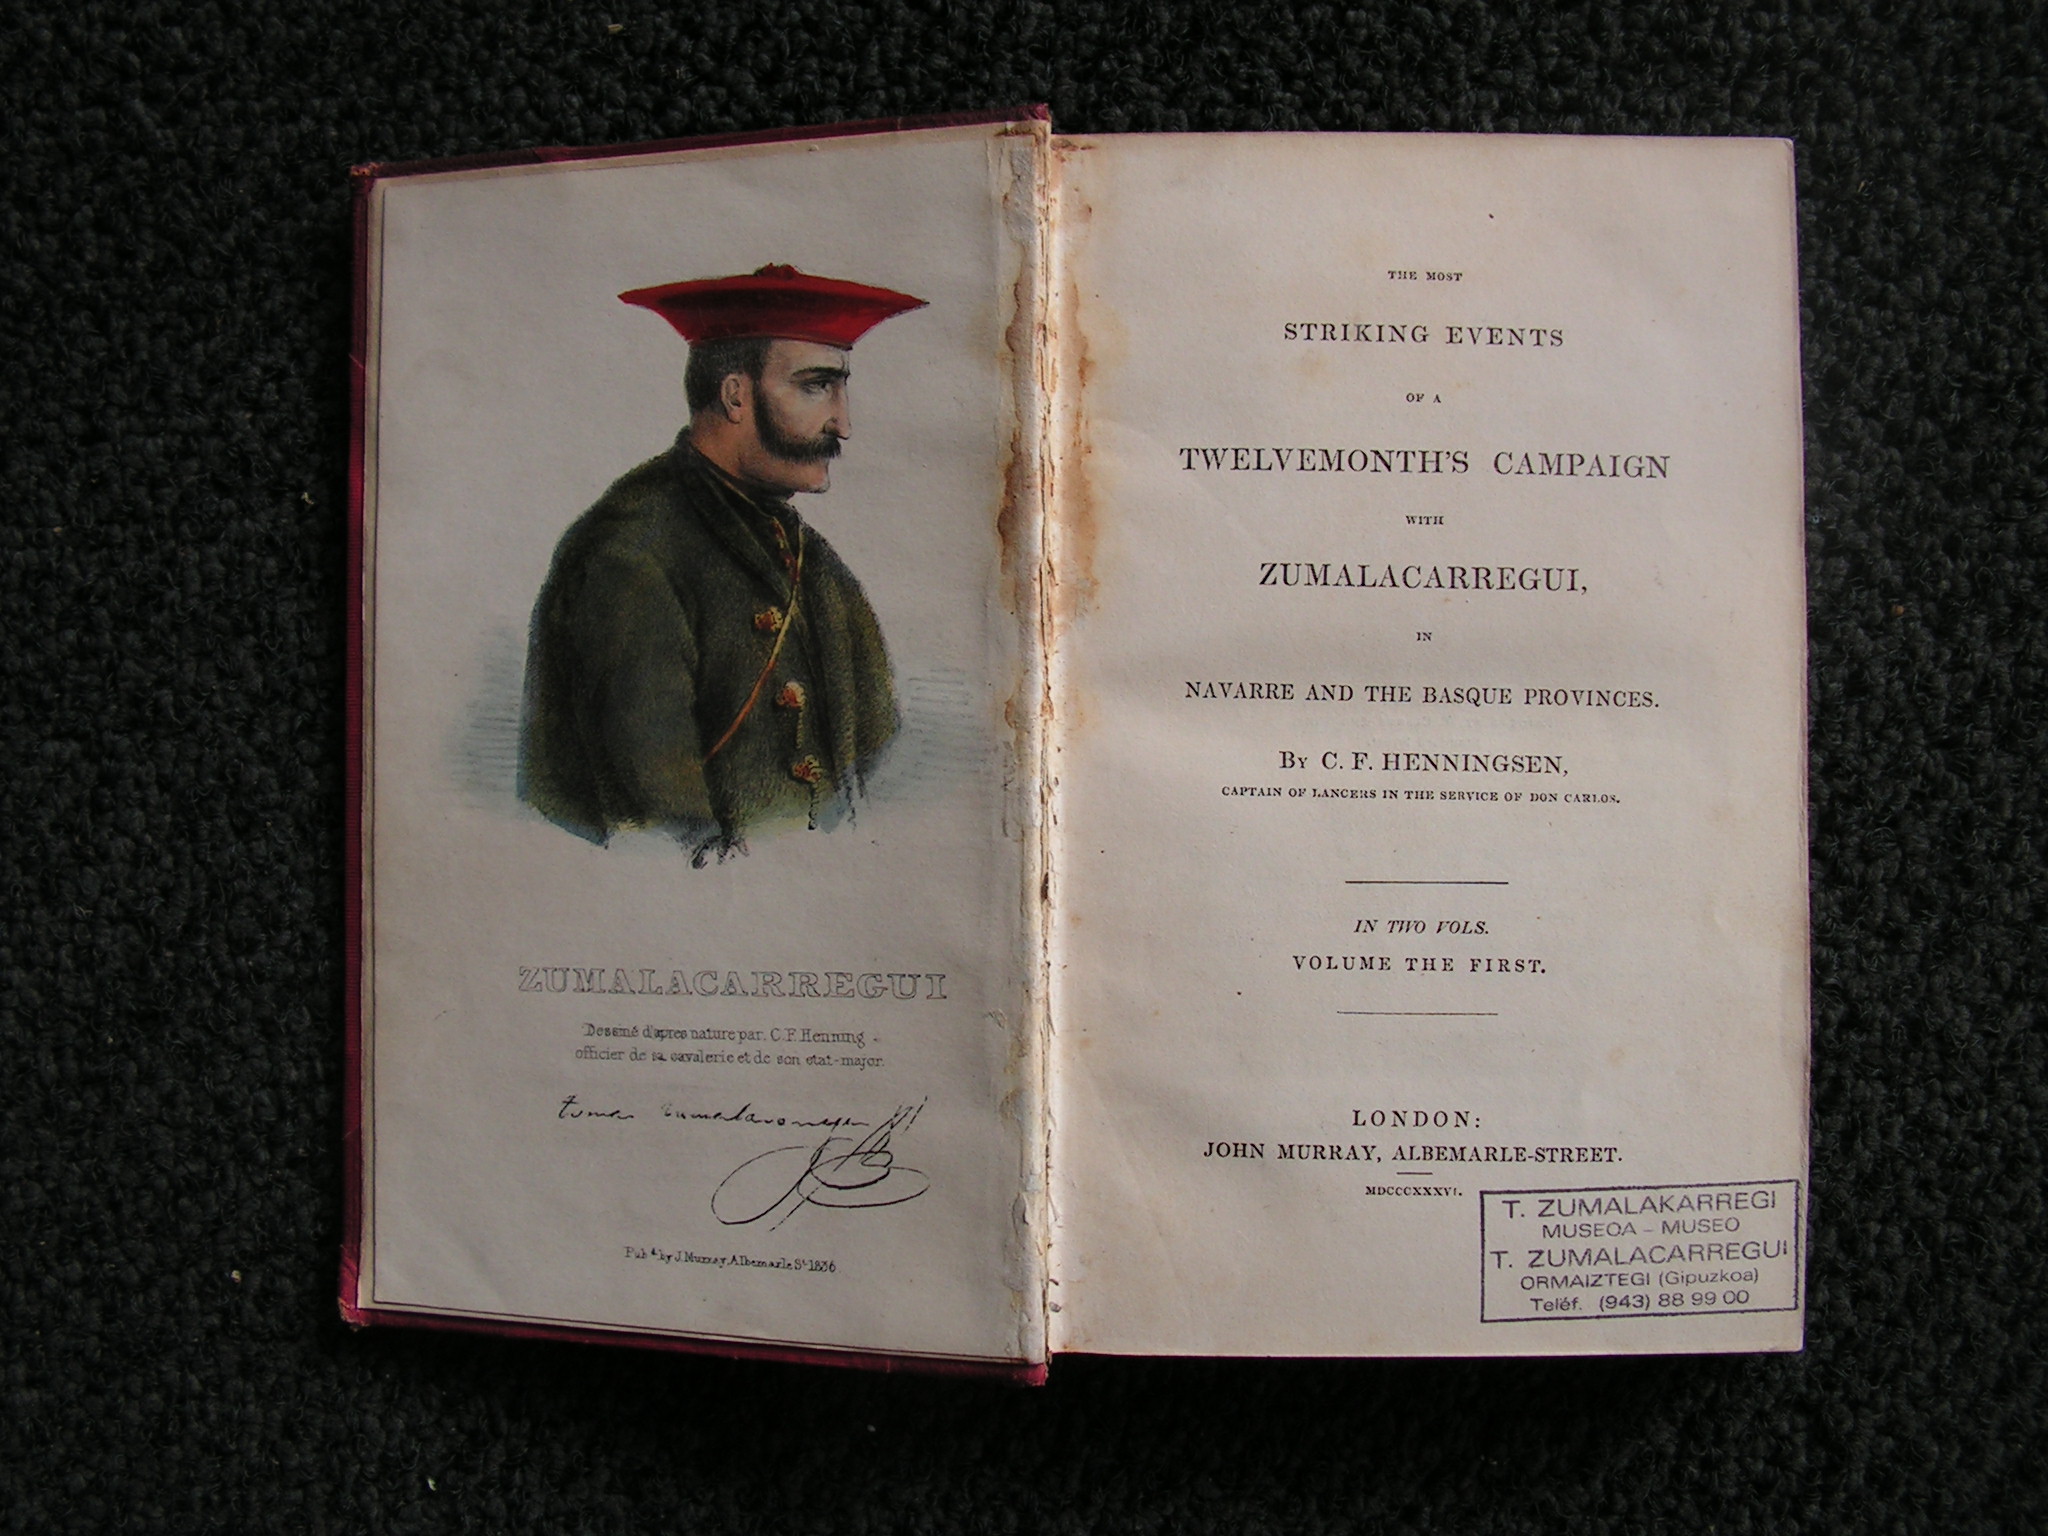 ZUMALACARREGUI
Dessiné d'apres nature par C. F. Henning -
officier de sa cavalerie et de son etat-major.
Pubd. by J. Murray, Albemarle St. 1836
THE MOST
STRIKING EVENTS
OF A
TWELVEMONTH'S CAMPAIGN
WITH
ZUMALACARREGUI,
IN
NAVARRE AND THE BASQUE PROVINCES.
BY C. F. HENNINGSEN,
CAPTAIN OF LANCERS IN THE SERVICE OF DON CARLOS.
IN TWO VOLS.
VOLUME THE FIRST.
LONDON:
JOHN MURRAY, ALBEMARLE-STREET.
MDCCCXXXVI.
T. ZUMALAKARREGI
MUSEOA - MUSEO
T. ZUMALACARREGUI
ORMAIZTEGI (Gipuzkoa)
Teléf. (943) 88 99 00